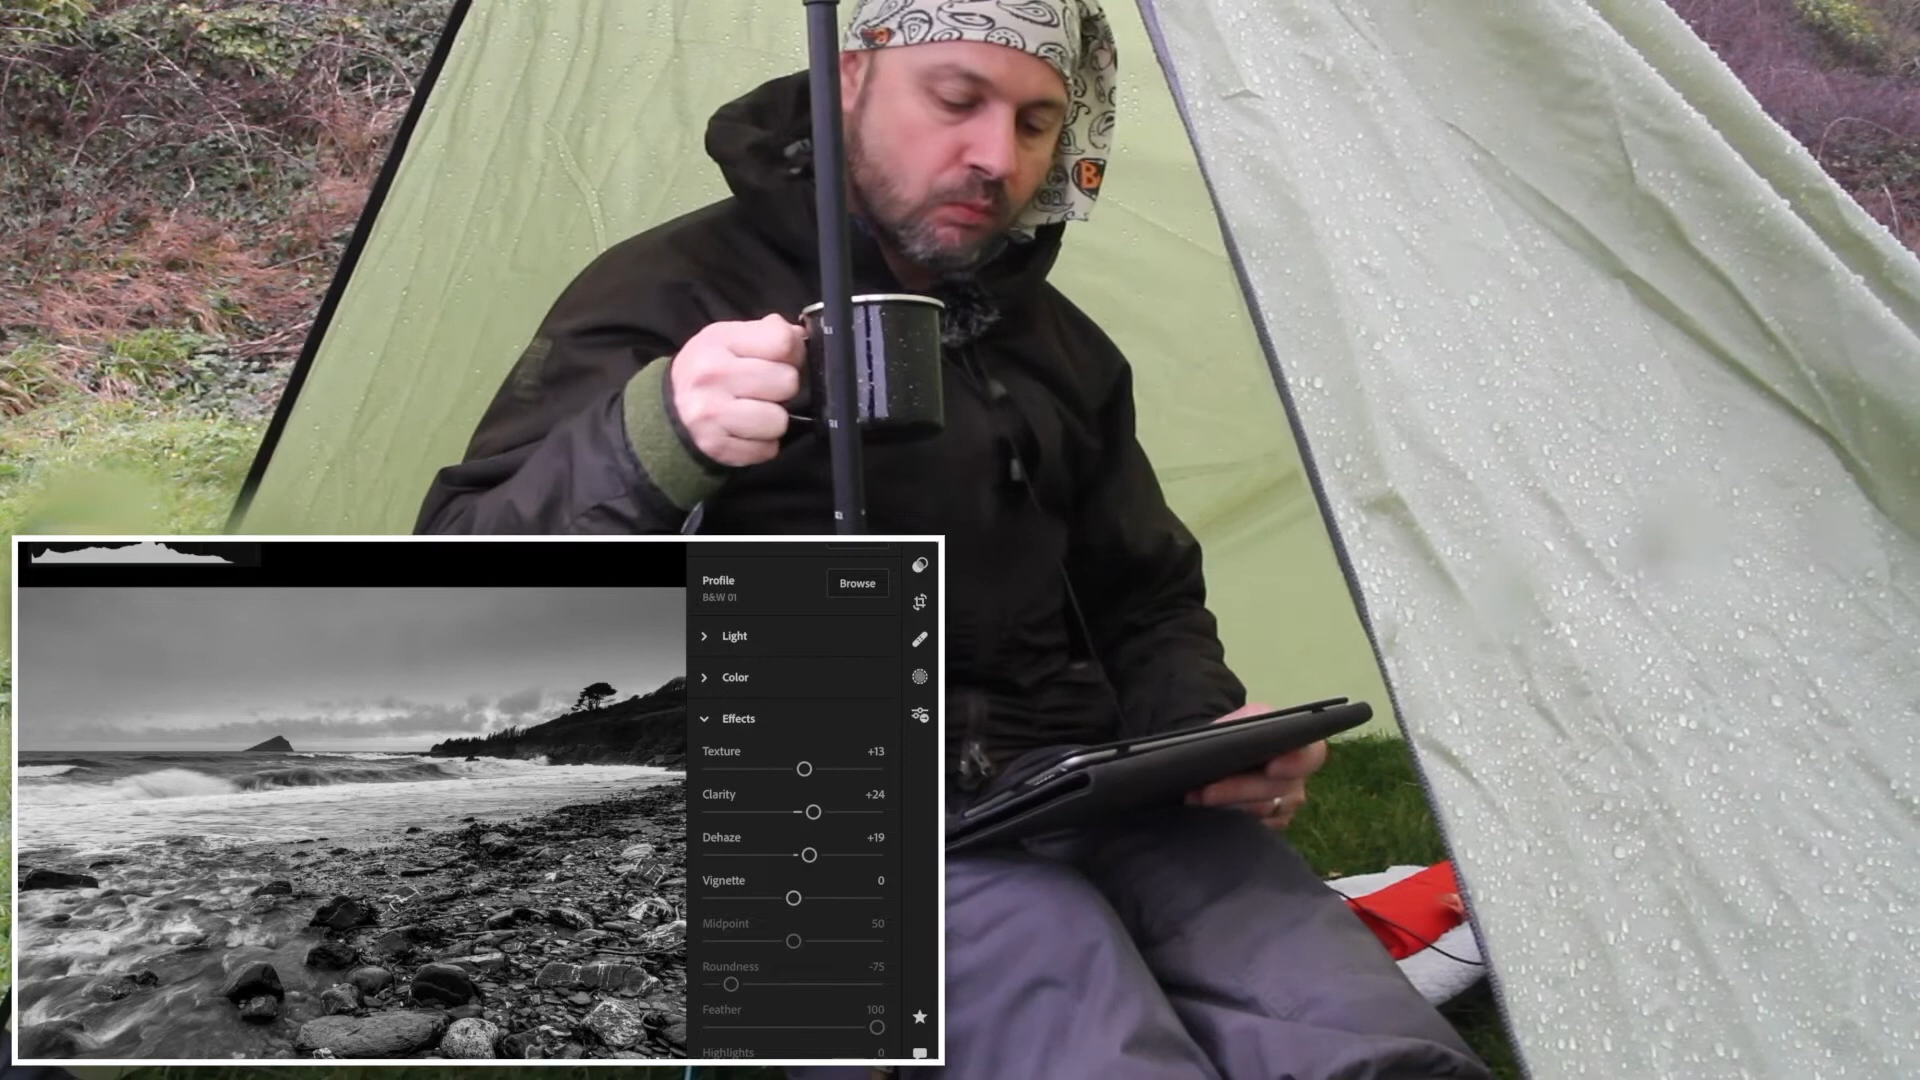 B
Profile
Browse
B&W 01
Light
Color
Effects
Texture +13
Clarity +24
Dehaze +19
Vignette 0
Midpoint 50
Roundness -75
Feather 100
Highlights 0